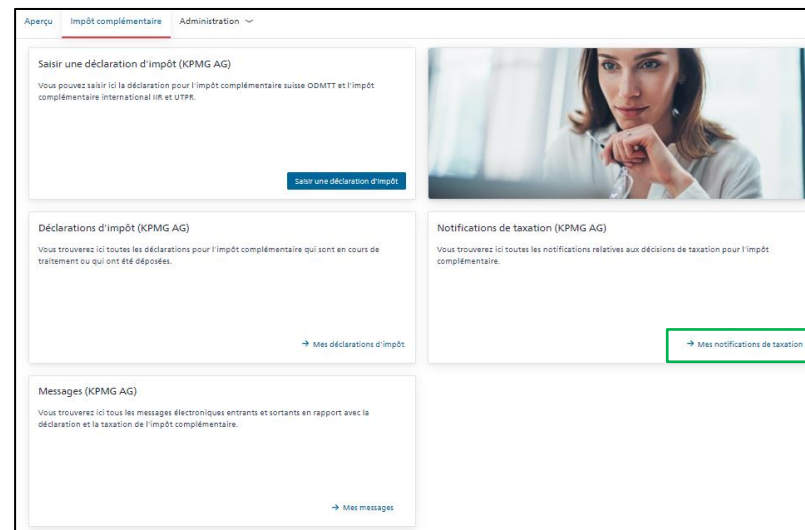 Aperçu Impôt complémentaire Administration
Saisir une déclaration d'impôt (KPMG AG)
Vous pouvez saisir ici la déclaration pour l'impôt complémentaire suisse ODMTT et l'impôt
complémentaire international IIR et UTPR.
Saisir une déclaration d'impôt
Déclarations d'impôt (KPMG AG)
Vous trouverez ici toutes les déclarations pour l'impôt complémentaire qui sont en cours de
traitement ou qui ont été déposées.
→ Mes déclarations d'impôt
Notifications de taxation (KPMG AG)
Vous trouverez ici toutes les notifications relatives aux décisions de taxation pour l'impôt
complémentaire.
→ Mes notifications de taxation
Messages (KPMG AG)
Vous trouverez ici tous les messages électroniques entrants et sortants en rapport avec la
déclaration et la taxation de l'impôt complémentaire.
→ Mes messages